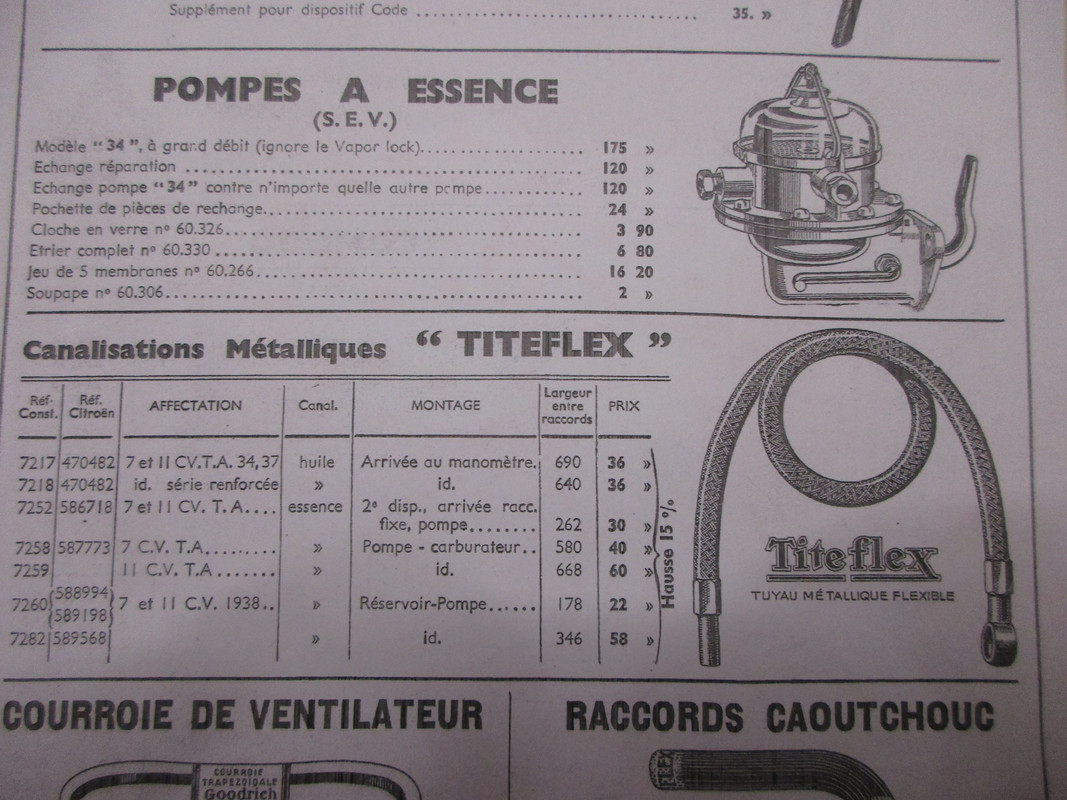 Supplément pour dispositif Code ................................ 35. »
POMPES A ESSENCE
(S. E. V.)
Modèle “ 34 ”, à grand débit (ignore le Vapor lock)...................... 175 »
Echange réparation .................................................... 120 »
Echange pompe “ 34 ” contre n'importe quelle autre pompe.............. 120 »
Pochette de pièces de rechange........................................ 24 »
Cloche en verre nº 60.326............................................. 3 90
Etrier complet nº 60.330 ............................................. 6 80
Jeu de 5 membranes nº 60.266.......................................... 16 20
Soupape nº 60.306..................................................... 2 »
Canalisations Métalliques “ TITEFLEX ”
Réf. Const. Réf. Citroën AFFECTATION Canal. MONTAGE Largeur entre raccords PRIX
7217 470482 7 et 11 CV.T.A. 34,37 huile Arrivée au manomètre. 690 36 »
7218 470482 id. série renforcée » id. 640 36 »
7252 586718 7 et 11 CV. T. A.... essence 2e disp., arrivée racc.
fixe, pompe........ 262 30 »
7258 587773 7 C.V. T.A......... » Pompe - carburateur.. 580 40 »
7259 11 C.V. T.A ....... » id. 668 60 »
7260 {588994 589198} 7 et 11 C.V. 1938.. » Réservoir-Pompe...... 178 22 »
7282 589568 » id. 346 58 »
Hausse 15 %
Titeflex
TUYAU MÉTALLIQUE FLEXIBLE
COURROIE DE VENTILATEUR
RACCORDS CAOUTCHOUC
COURROIE
TRAPEZOIDALE
Goodrich